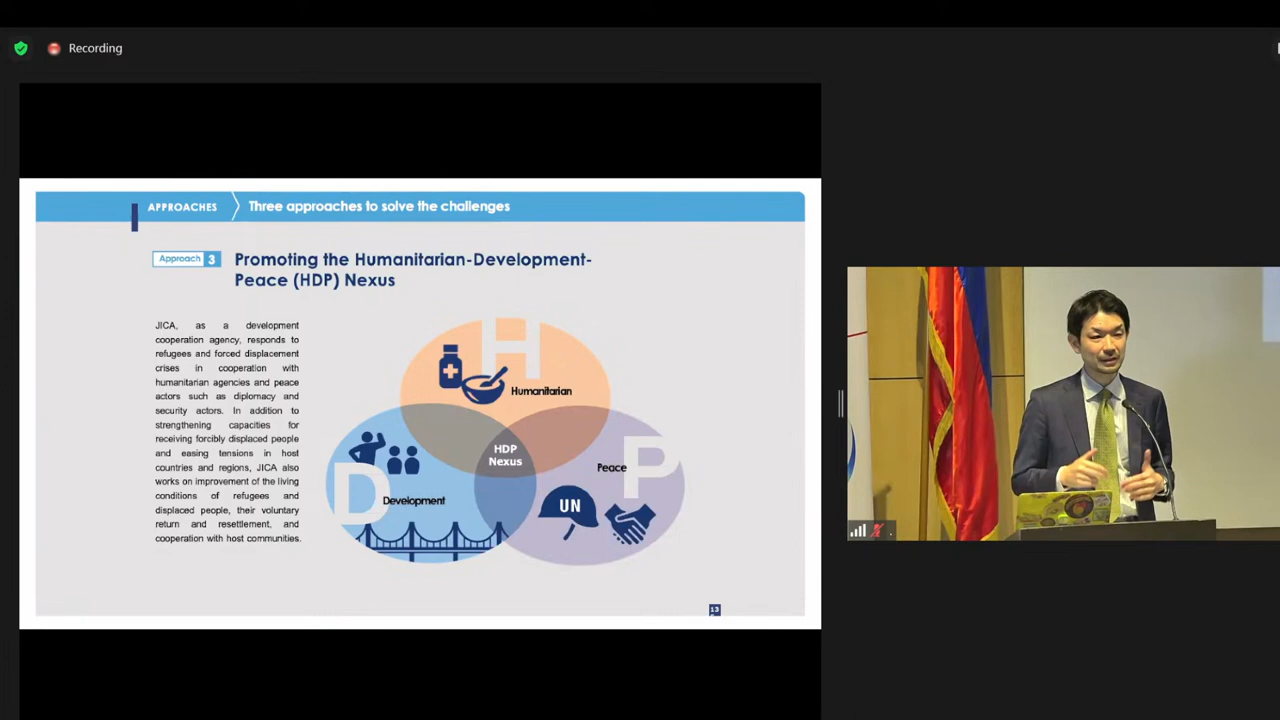 Recording
APPROACHES
Three approaches to solve the challenges
Approach 3
Promoting the Humanitarian-Development-
Peace (HDP) Nexus
JICA, as a development
cooperation agency, responds to
refugees and forced displacement
crises in cooperation with
humanitarian agencies and peace
actors such as diplomacy and
security actors. In addition to
strengthening capacities for
receiving forcibly displaced people
and easing tensions in host
countries and regions, JICA also
works on improvement of the living
conditions of refugees and
displaced people, their voluntary
return and resettlement, and
cooperation with host communities.
H
Humanitarian
HDP
Nexus
P
Peace
D
Development
UN
13